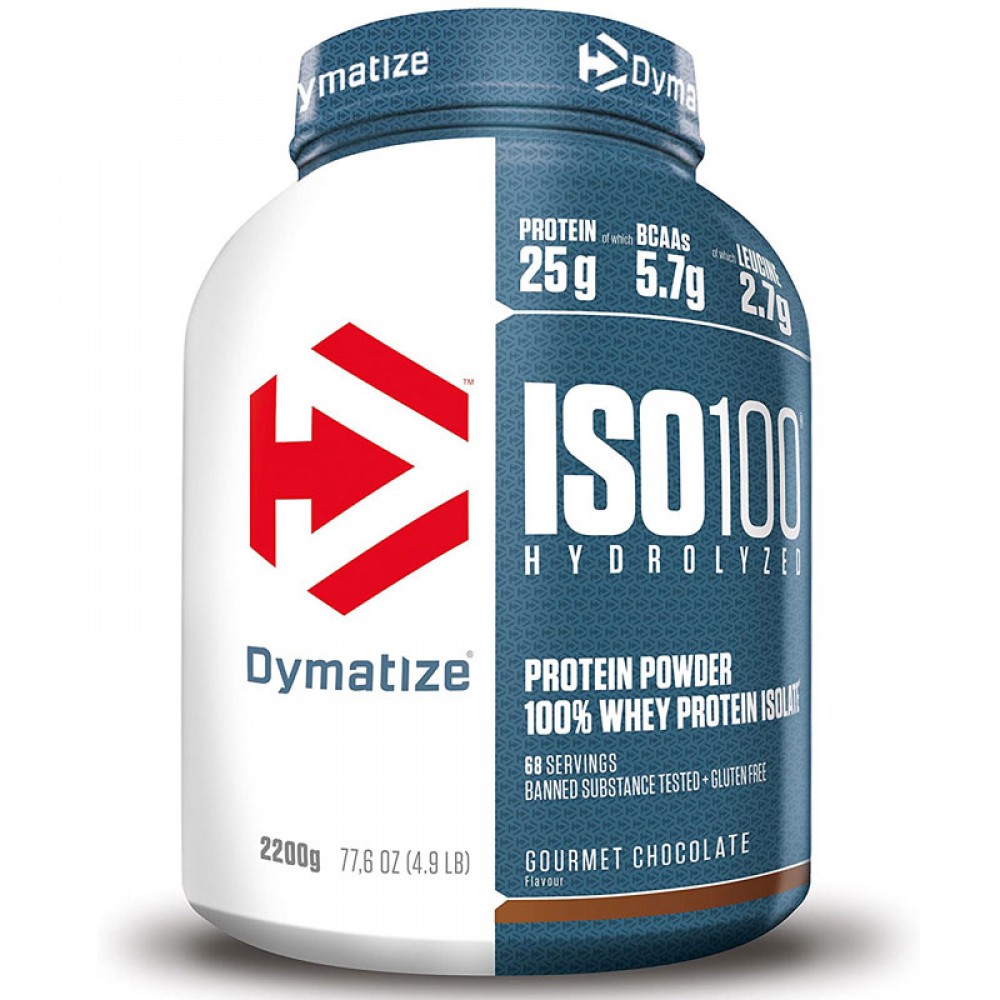 ymatize
Dyma
PROTEIN of which BCAAs of which LEUCINE
25g 5.7g 2.7g
TM
ISO100®
HYDROLYZED
Dymatize®
PROTEIN POWDER
100% WHEY PROTEIN ISOLATE
68 SERVINGS
BANNED SUBSTANCE TESTED + GLUTEN FREE
2200g 77,6 OZ (4.9 LB)
GOURMET CHOCOLATE
Flavour